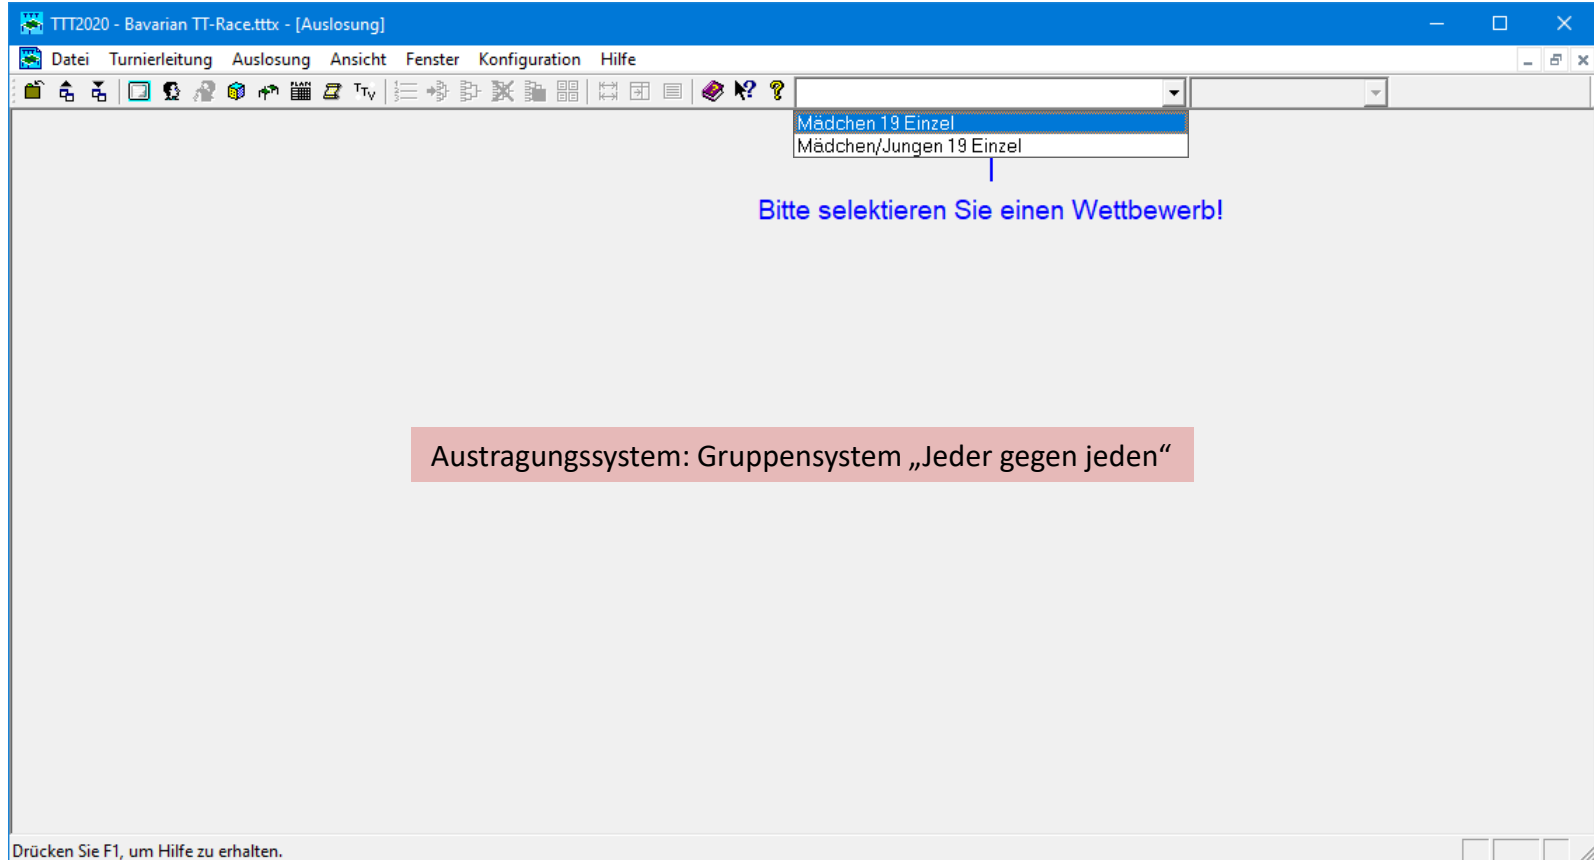 TTT2020 - Bavarian TT-Race.tttx - [Auslosung]
Datei Turnierleitung Auslosung Ansicht Fenster Konfiguration Hilfe
Mädchen 19 Einzel
Mädchen/Jungen 19 Einzel
Bitte selektieren Sie einen Wettbewerb!
Austragungssystem: Gruppensystem „Jeder gegen jeden“
Drücken Sie F1, um Hilfe zu erhalten.